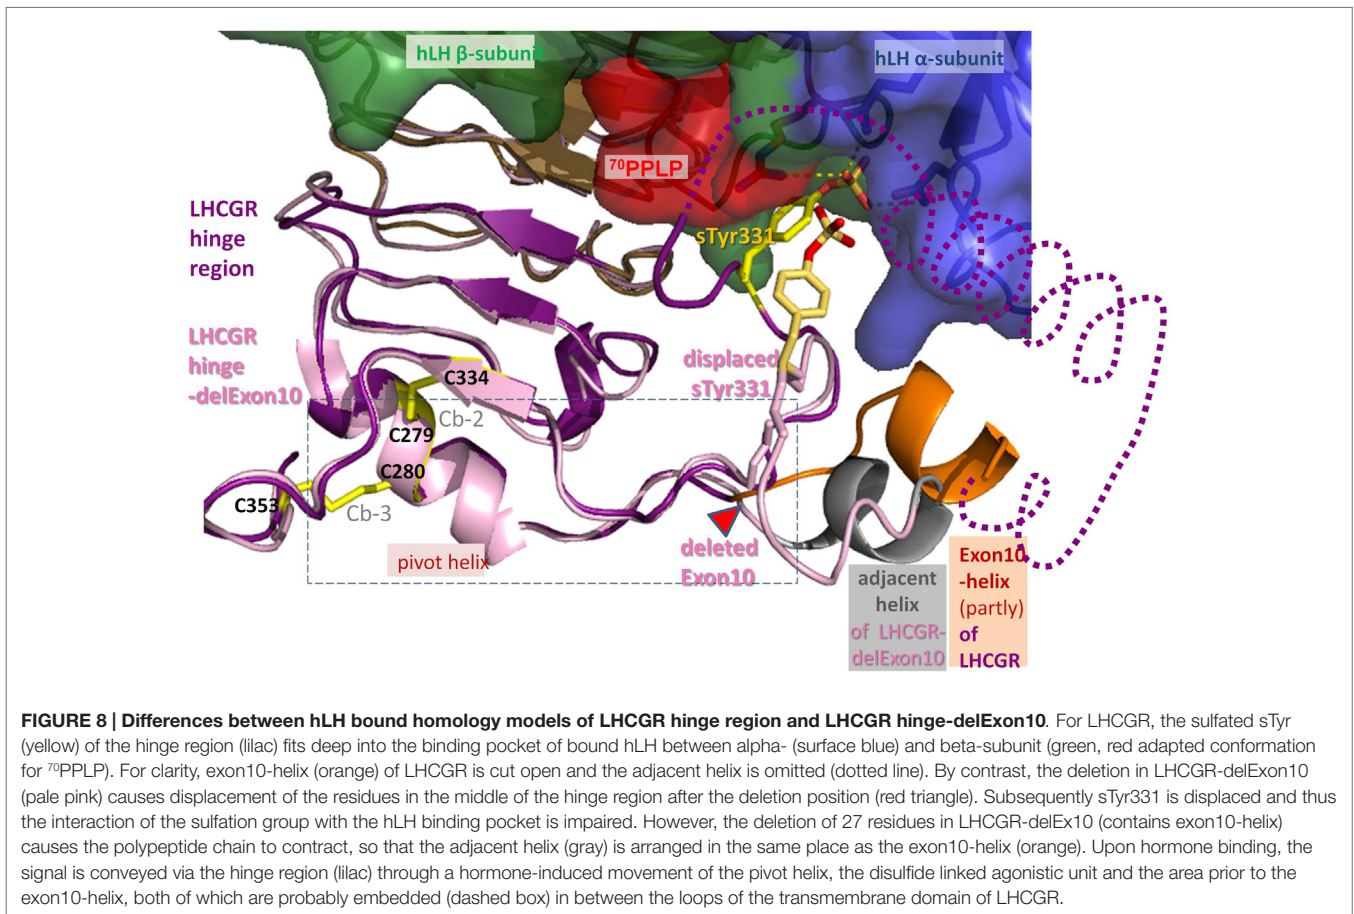 hLH β-subunit
hLH α-subunit
⁷⁰PPLP
LHCGR
hinge
region
sTyr331
LHCGR
hinge
-delExon10
displaced
sTyr331
C334
Cb-2
C279
C280
C353
Cb-3
pivot helix
deleted
Exon10
adjacent
helix
of LHCGR-
delExon10
Exon10
-helix
(partly)
of
LHCGR
FIGURE 8 | Differences between hLH bound homology models of LHCGR hinge region and LHCGR hinge-delExon10. For LHCGR, the sulfated sTyr
(yellow) of the hinge region (lilac) fits deep into the binding pocket of bound hLH between alpha- (surface blue) and beta-subunit (green, red adapted conformation
for ⁷⁰PPLP). For clarity, exon10-helix (orange) of LHCGR is cut open and the adjacent helix is omitted (dotted line). By contrast, the deletion in LHCGR-delExon10
(pale pink) causes displacement of the residues in the middle of the hinge region after the deletion position (red triangle). Subsequently sTyr331 is displaced and thus
the interaction of the sulfation group with the hLH binding pocket is impaired. However, the deletion of 27 residues in LHCGR-delEx10 (contains exon10-helix)
causes the polypeptide chain to contract, so that the adjacent helix (gray) is arranged in the same place as the exon10-helix (orange). Upon hormone binding, the
signal is conveyed via the hinge region (lilac) through a hormone-induced movement of the pivot helix, the disulfide linked agonistic unit and the area prior to the
exon10-helix, both of which are probably embedded (dashed box) in between the loops of the transmembrane domain of LHCGR.